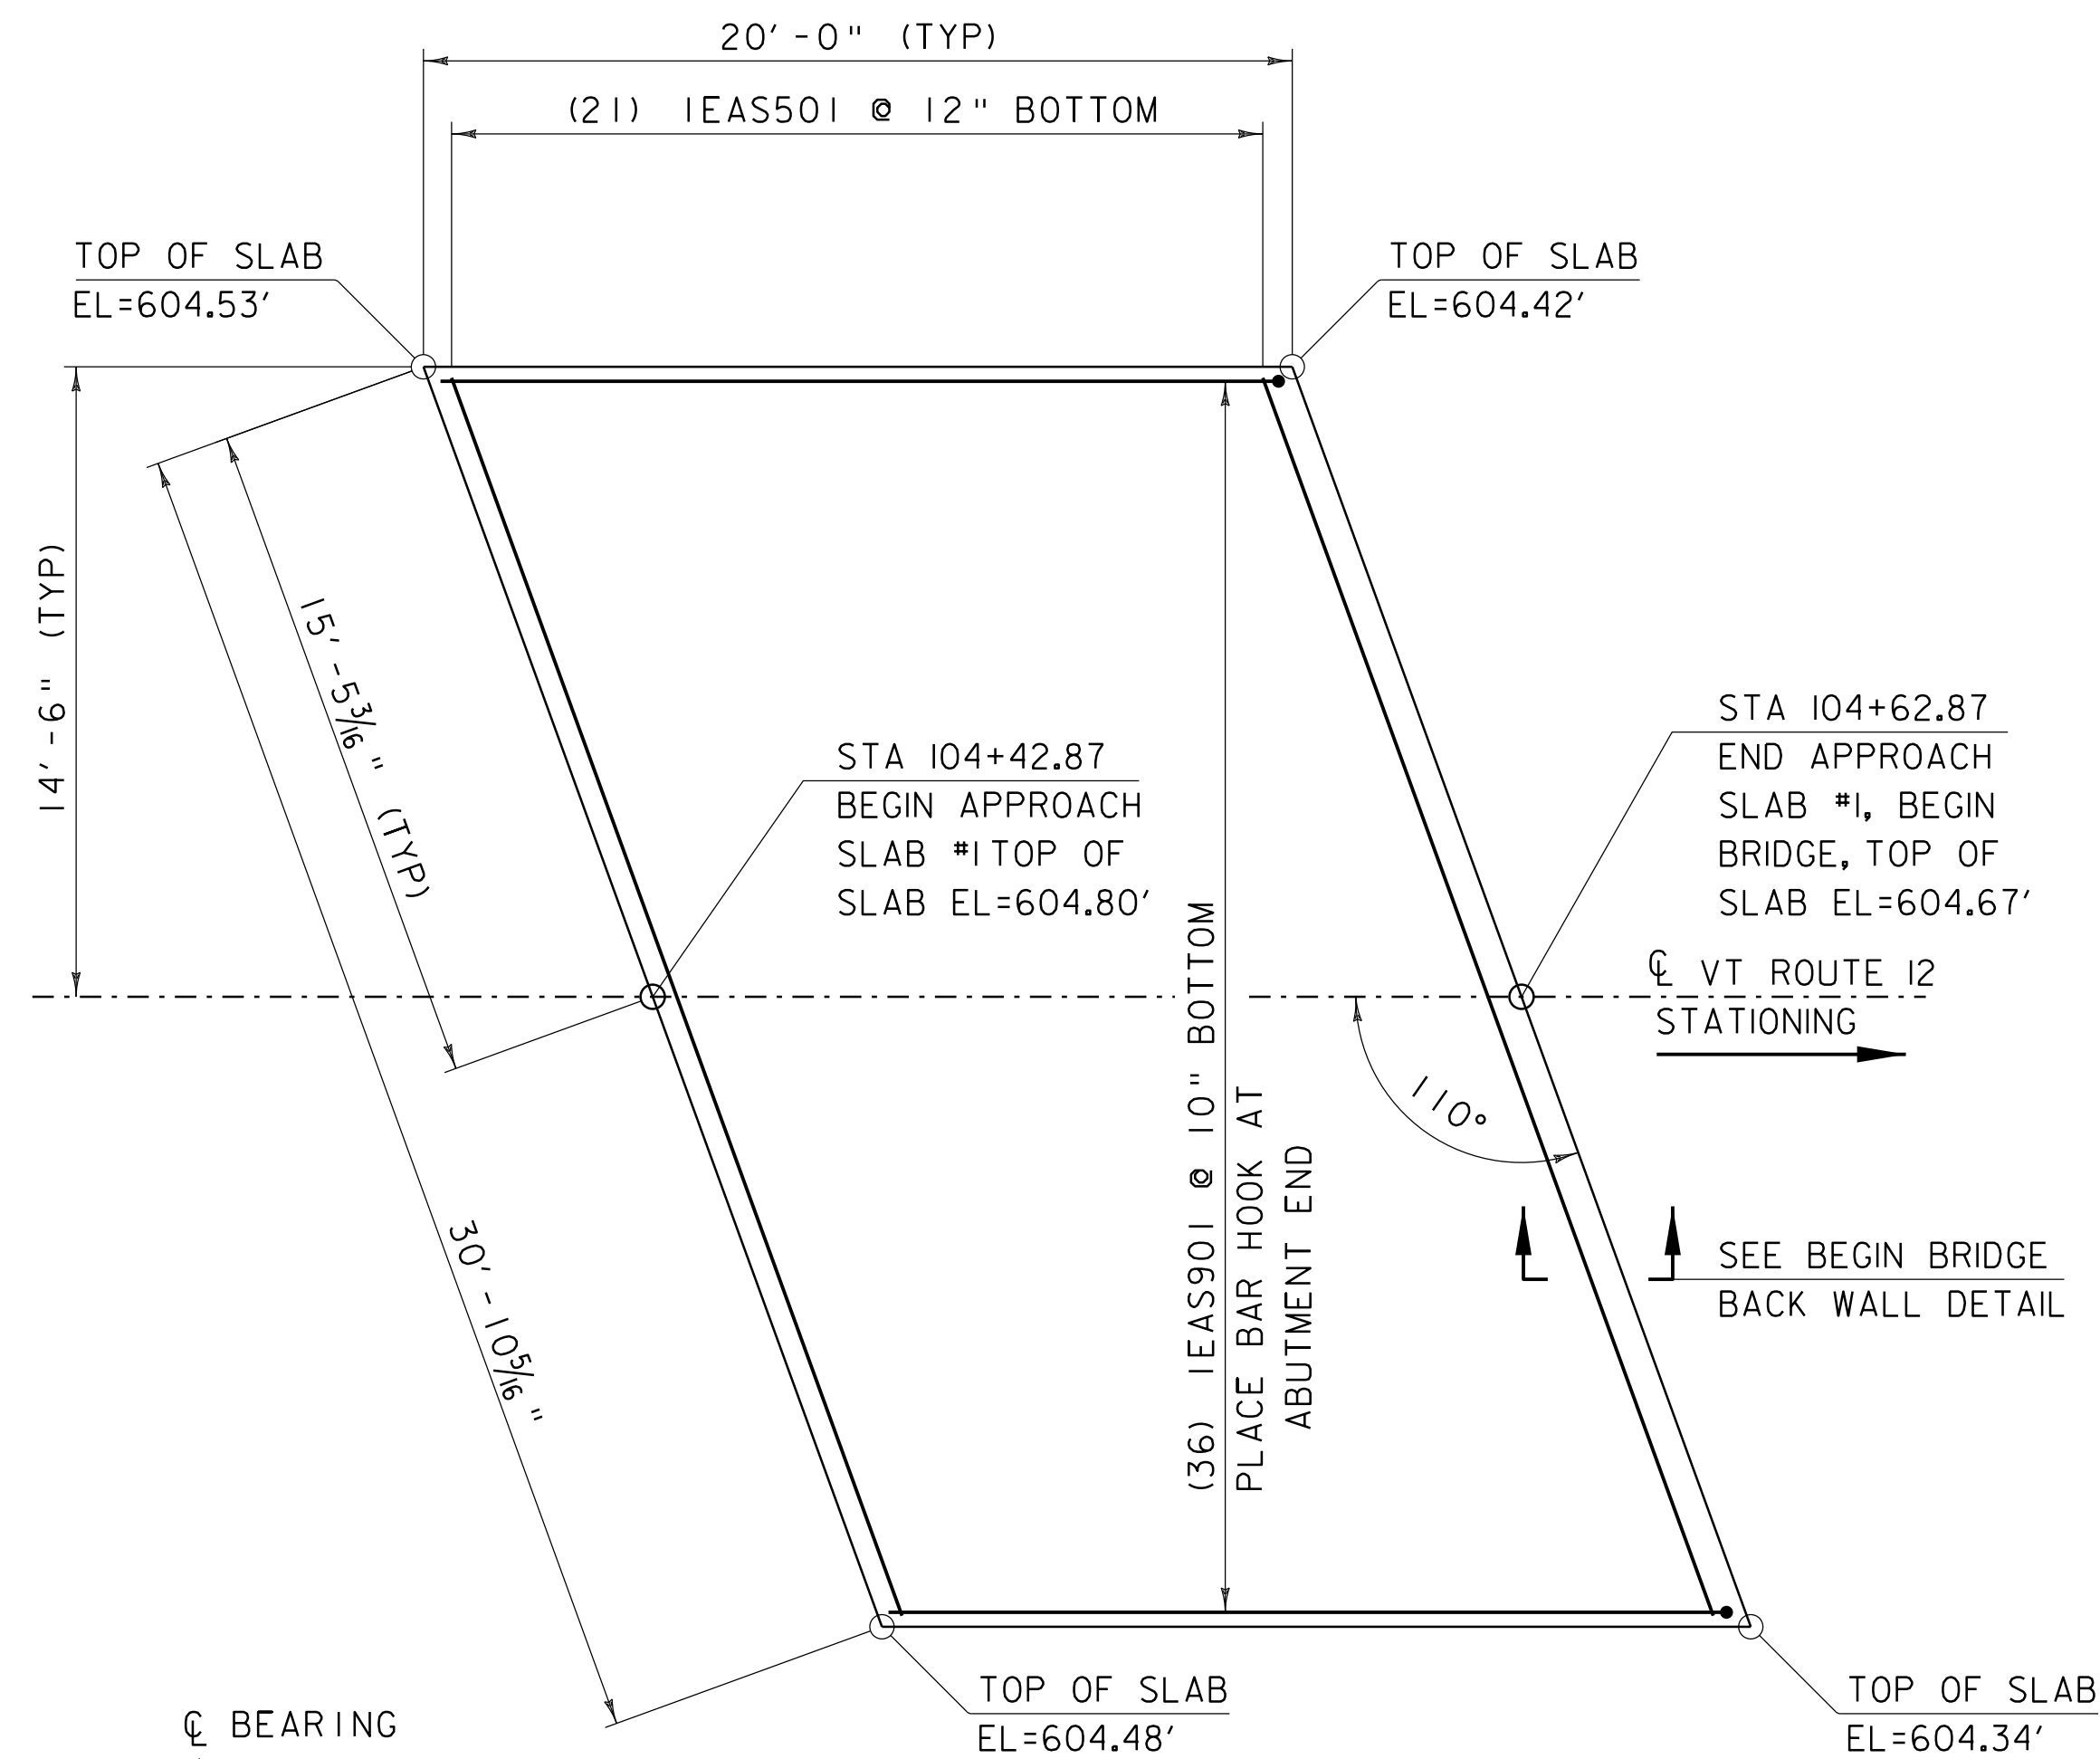 20'-0" (TYP)
(21) 1EAS501 @ 12" BOTTOM
TOP OF SLAB
EL=604.53'
TOP OF SLAB
EL=604.42'
14'-6" (TYP)
15'-5 3/16" (TYP)
30'-10 5/16"
STA 104+42.87
BEGIN APPROACH
SLAB #1 TOP OF
SLAB EL=604.80'
STA 104+62.87
END APPROACH
SLAB #1, BEGIN
BRIDGE, TOP OF
SLAB EL=604.67'
℄ VT ROUTE 12
STATIONING
110°
(36) 1EAS901 @ 10" BOTTOM
PLACE BAR HOOK AT
ABUTMENT END
SEE BEGIN BRIDGE
BACK WALL DETAIL
TOP OF SLAB
EL=604.48'
TOP OF SLAB
EL=604.34'
℄ BEARING